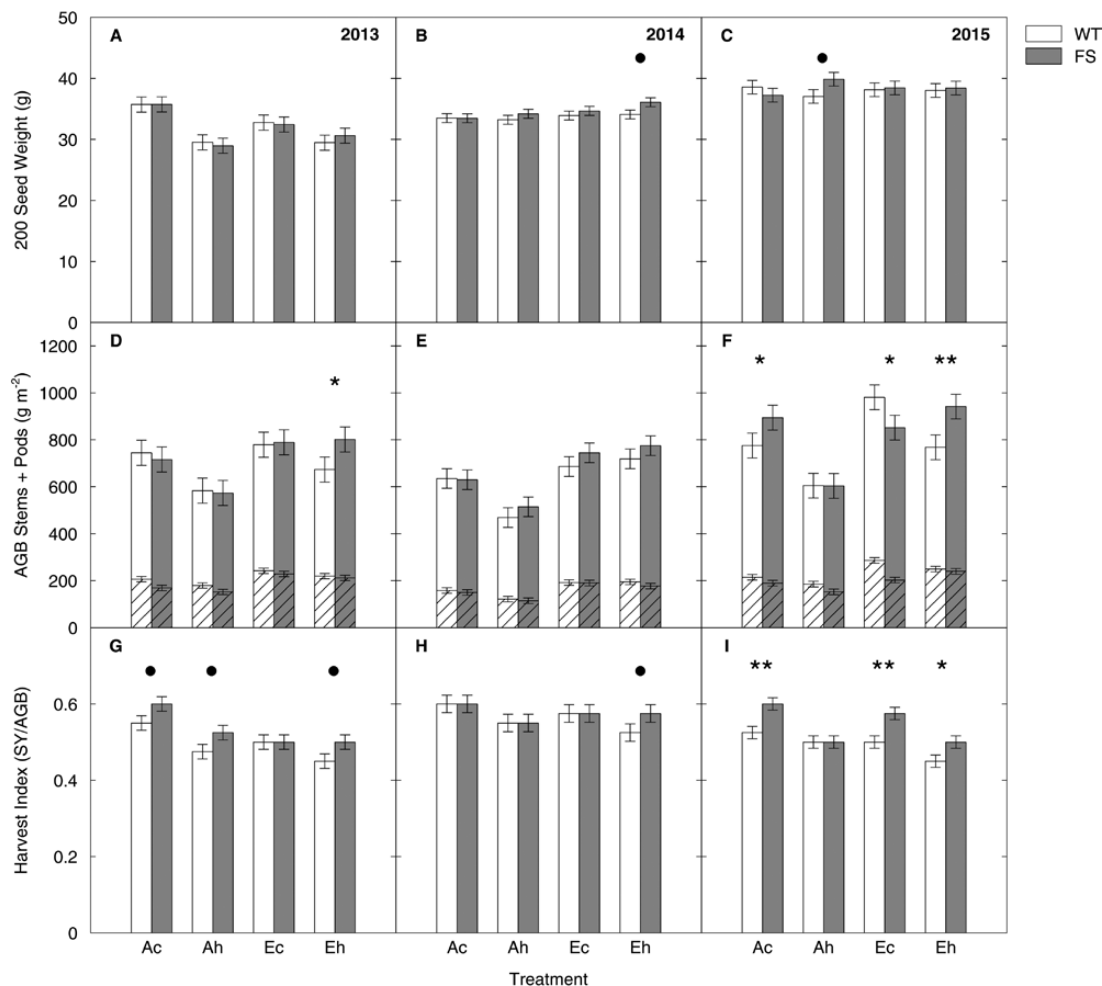 A 2013
B 2014
C 2015
WT
FS
50
40
30
20
10
0
200 Seed Weight (g)
D
E
F
1200
1000
800
600
400
200
0
AGB Stems + Pods (g m-2)
*
*
*
**
G
H
I
0.6
0.4
0.2
0
Harvest Index (SY/AGB)
**
**
*
Ac Ah Ec Eh
Ac Ah Ec Eh
Ac Ah Ec Eh
Treatment